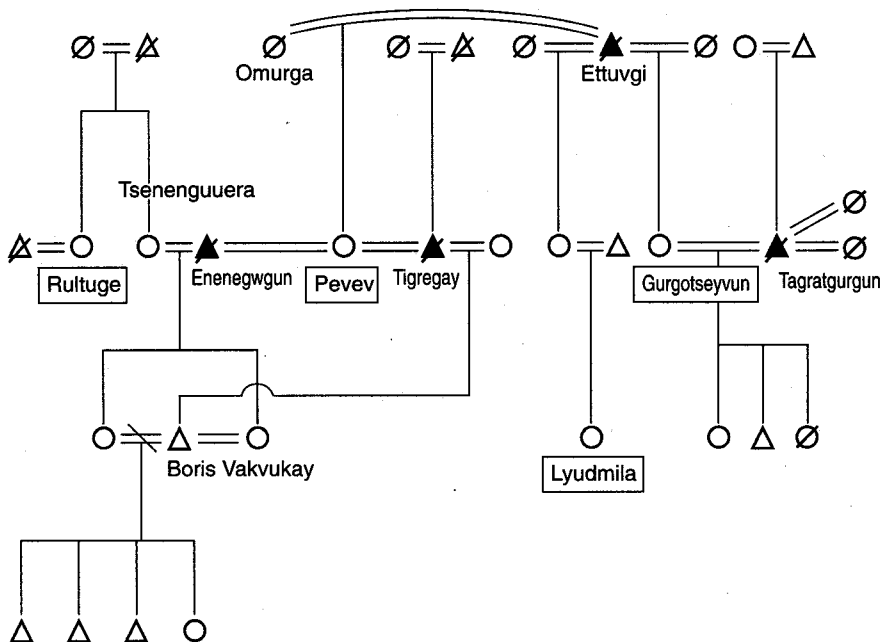 Omurga
Ettuvgi
Tsenenguuera
Rultuge
Enenegwgun
Pevev
Tigregay
Gurgotseyvun
Tagratgurgun
Boris Vakvukay
Lyudmila